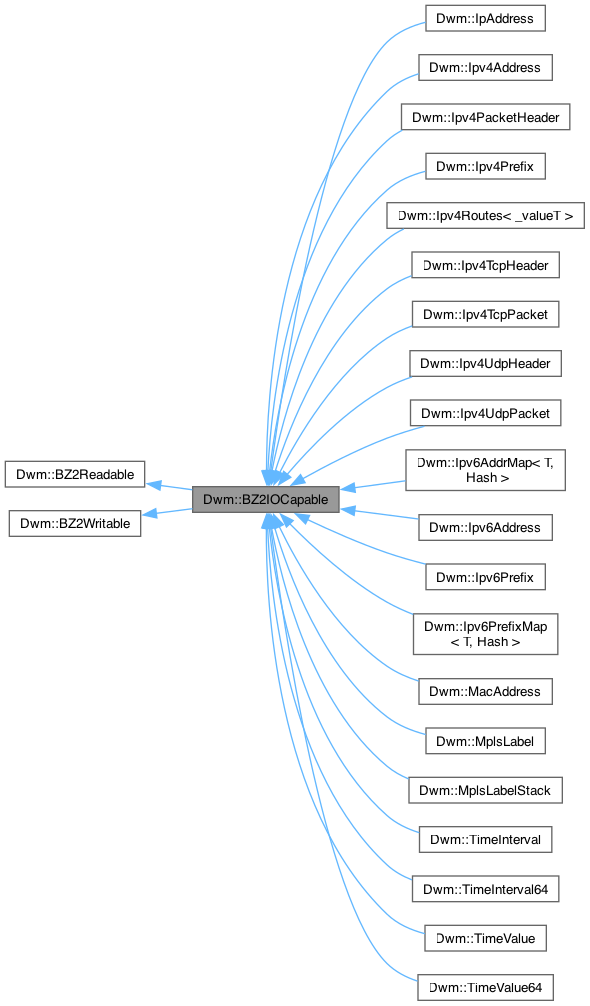 Dwm::IpAddress
Dwm::Ipv4Address
Dwm::Ipv4PacketHeader
Dwm::Ipv4Prefix
Dwm::Ipv4Routes< _valueT >
Dwm::Ipv4TcpHeader
Dwm::Ipv4TcpPacket
Dwm::Ipv4UdpHeader
Dwm::Ipv4UdpPacket
Dwm::BZ2Readable
Dwm::BZ2Writable
Dwm::BZ2IOCapable
Dwm::Ipv6AddrMap< T,
Hash >
Dwm::Ipv6Address
Dwm::Ipv6Prefix
Dwm::Ipv6PrefixMap
< T, Hash >
Dwm::MacAddress
Dwm::MplsLabel
Dwm::MplsLabelStack
Dwm::TimeInterval
Dwm::TimeInterval64
Dwm::TimeValue
Dwm::TimeValue64